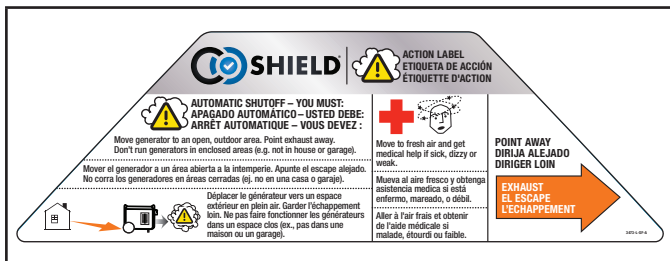 CO SHIELD®
ACTION LABEL
ETIQUETA DE ACCIÓN
ÉTIQUETTE D'ACTION
AUTOMATIC SHUTOFF – YOU MUST:
APAGADO AUTOMÁTICO – USTED DEBE:
ARRÊT AUTOMATIQUE – VOUS DEVEZ :
Move generator to an open, outdoor area. Point exhaust away.
Don't run generators in enclosed areas (e.g. not in house or garage).
Mover el generador a un área abierta a la intemperie. Apunte el escape alejado.
No corra los generadores en áreas cerradas (ej. no en una casa o garaje).
Déplacer le générateur vers un espace
extérieur en plein air. Garder l'échappement
loin. Ne pas faire fonctionner les générateurs
dans un espace clos (ex., pas dans une
maison ou un garage).
Move to fresh air and get
medical help if sick, dizzy or
weak.
Mueva al aire fresco y obtenga
asistencia medica si está
enfermo, mareado, o débil.
Aller à l'air frais et obtenir
de l'aide médicale si
malade, étourdi ou faible.
POINT AWAY
DIRIJA ALEJADO
DIRIGER LOIN
EXHAUST
EL ESCAPE
L'ECHAPPEMENT